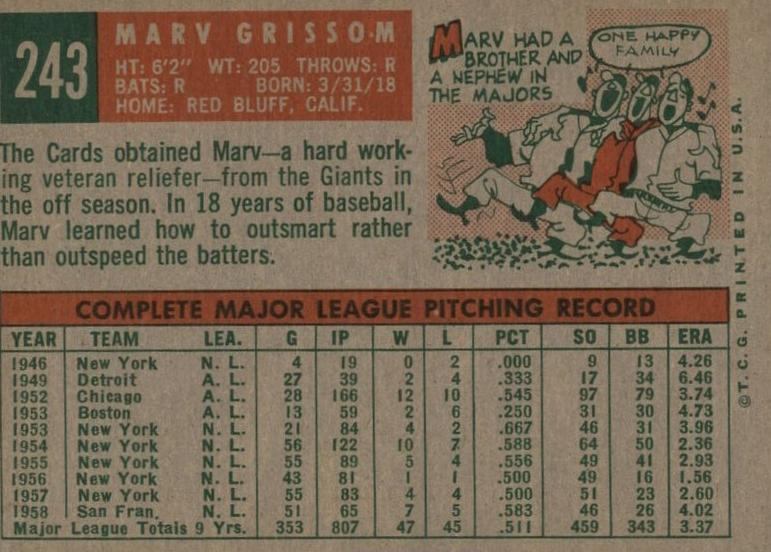 243
MARV GRISSOM
HT: 6'2" WT: 205 THROWS: R
BATS: R BORN: 3/31/18
HOME: RED BLUFF, CALIF.
The Cards obtained Marv—a hard work-
ing veteran reliefer—from the Giants in
the off season. In 18 years of baseball,
Marv learned how to outsmart rather
than outspeed the batters.
MARV HAD A
BROTHER AND
A NEPHEW IN
THE MAJORS
ONE HAPPY
FAMILY
COMPLETE MAJOR LEAGUE PITCHING RECORD
YEAR TEAM LEA. G IP W L PCT SO BB ERA
1946 New York N. L. 4 19 0 2 .000 9 13 4.26
1949 Detroit A. L. 27 39 2 4 .333 17 34 6.46
1952 Chicago A. L. 28 166 12 10 .545 97 79 3.74
1953 Boston A. L. 13 59 2 6 .250 31 30 4.73
1953 New York N. L. 21 84 4 2 .667 46 31 3.96
1954 New York N. L. 56 122 10 7 .588 64 50 2.36
1955 New York N. L. 55 89 5 4 .556 49 41 2.93
1956 New York N. L. 43 81 1 1 .500 49 16 1.56
1957 New York N. L. 55 83 4 4 .500 51 23 2.60
1958 San Fran. N. L. 51 65 7 5 .583 46 26 4.02
Major League Totals 9 Yrs. 353 807 47 45 .511 459 343 3.37
©T.C.G. PRINTED IN U.S.A.